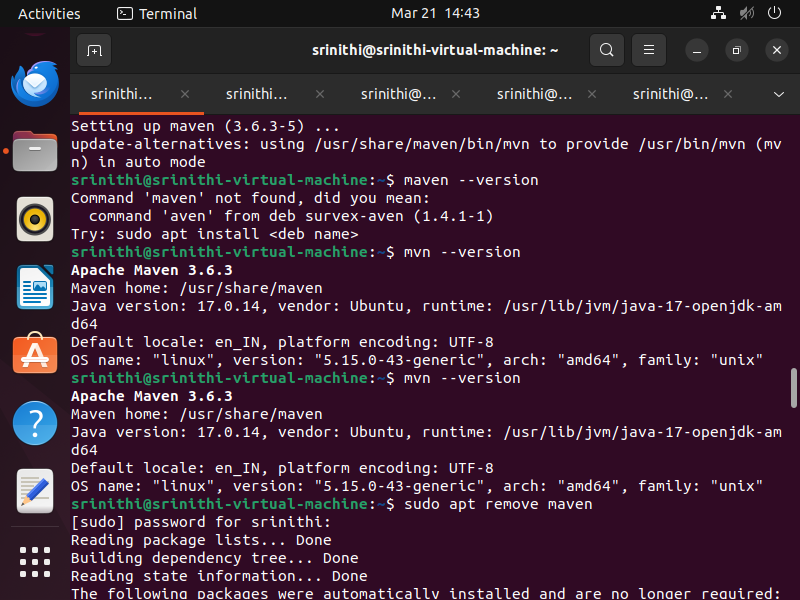 Activities
Terminal
Mar 21  14:43
srinithi@srinithi-virtual-machine: ~
srinithi...
srinithi...
srinithi@...
srinithi@...
srinithi@...
Setting up maven (3.6.3-5) ...
update-alternatives: using /usr/share/maven/bin/mvn to provide /usr/bin/mvn (mv
n) in auto mode
srinithi@srinithi-virtual-machine:~$ maven --version
Command 'maven' not found, did you mean:
  command 'aven' from deb survex-aven (1.4.1-1)
Try: sudo apt install <deb name>
srinithi@srinithi-virtual-machine:~$ mvn --version
Apache Maven 3.6.3
Maven home: /usr/share/maven
Java version: 17.0.14, vendor: Ubuntu, runtime: /usr/lib/jvm/java-17-openjdk-am
d64
Default locale: en_IN, platform encoding: UTF-8
OS name: "linux", version: "5.15.0-43-generic", arch: "amd64", family: "unix"
srinithi@srinithi-virtual-machine:~$ mvn --version
Apache Maven 3.6.3
Maven home: /usr/share/maven
Java version: 17.0.14, vendor: Ubuntu, runtime: /usr/lib/jvm/java-17-openjdk-am
d64
Default locale: en_IN, platform encoding: UTF-8
OS name: "linux", version: "5.15.0-43-generic", arch: "amd64", family: "unix"
srinithi@srinithi-virtual-machine:~$ sudo apt remove maven
[sudo] password for srinithi:
Reading package lists... Done
Building dependency tree... Done
Reading state information... Done
The following packages were automatically installed and are no longer required: